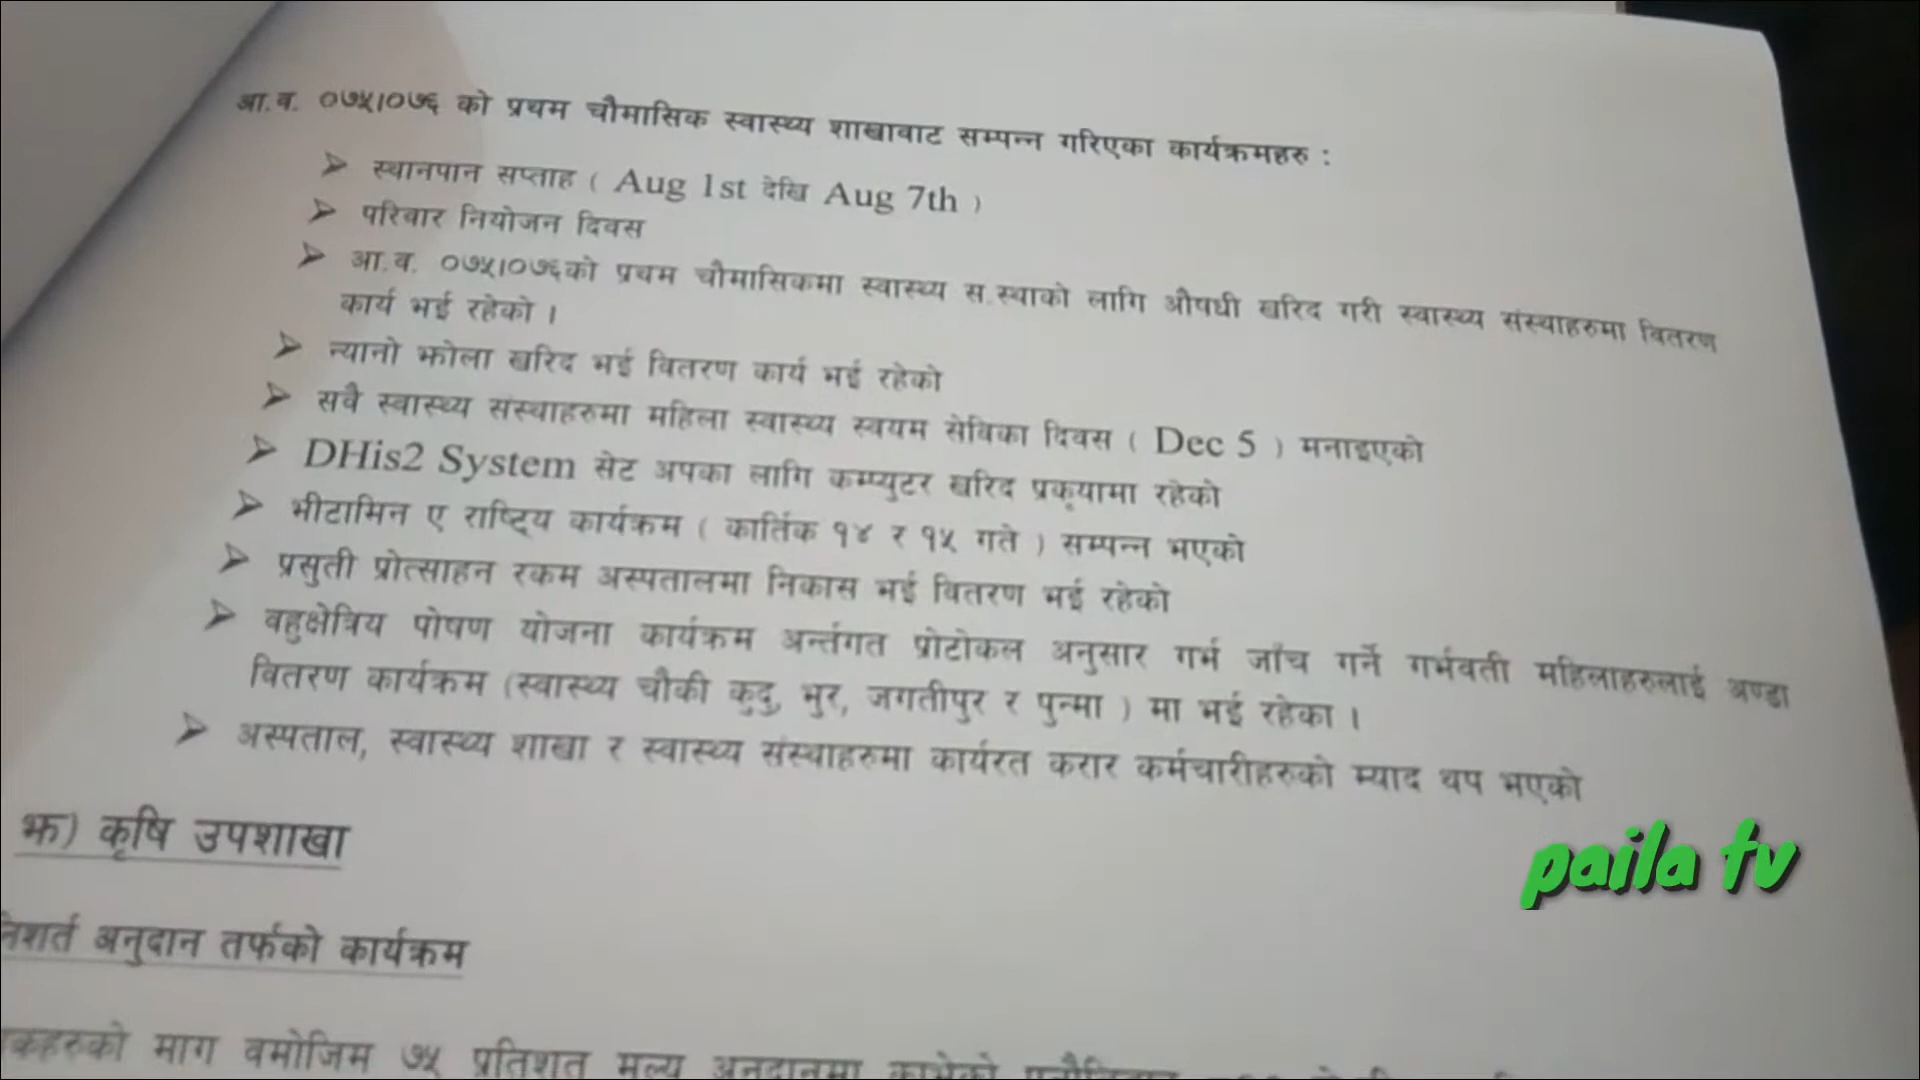 आ.व. ०७५।०७६ को प्रथम चौमासिक स्वास्थ्य शाखावाट सम्पन्न गरिएका कार्यक्रमहरु :
➢ स्थानपान सप्ताह ( Aug 1st देखि Aug 7th )
➢ परिवार नियोजन दिवस
➢ आ.व. ०७५।०७६को प्रथम चौमासिकमा स्वास्थ्य स.स्थाको लागि औषधी खरिद गरी स्वास्थ्य संस्थाहरुमा वितरण
कार्य भई रहेको ।
➢ न्यानो झोला खरिद भई वितरण कार्य भई रहेको
➢ सवै स्वास्थ्य संस्थाहरुमा महिला स्वास्थ्य स्वयम सेविका दिवस ( Dec 5 ) मनाइएको
➢ DHis2 System सेट अपका लागि कम्प्युटर खरिद प्रकृयामा रहेको
➢ भीटामिन ए राष्ट्रिय कार्यक्रम ( कार्तिक १४ र १५ गते ) सम्पन्न भएको
➢ प्रसुती प्रोत्साहन रकम अस्पतालमा निकास भई वितरण भई रहेको
➢ वहुक्षेत्रिय पोषण योजना कार्यक्रम अर्न्तगत प्रोटोकल अनुसार गर्भ जाँच गर्ने गर्भवती महिलाहरुलाई अण्डा
वितरण कार्यक्रम (स्वास्थ्य चौकी कुदु, भुर, जगतीपुर र पुन्मा ) मा भई रहेका ।
➢ अस्पताल, स्वास्थ्य शाखा र स्वास्थ्य संस्थाहरुमा कार्यरत करार कर्मचारीहरुको म्याद थप भएको
झ) कृषि उपशाखा
अनुदान तर्फको कार्यक्रम
माग वमोजिम ७५ प्रतिशत मूल्य अनुदानमा
paila tv